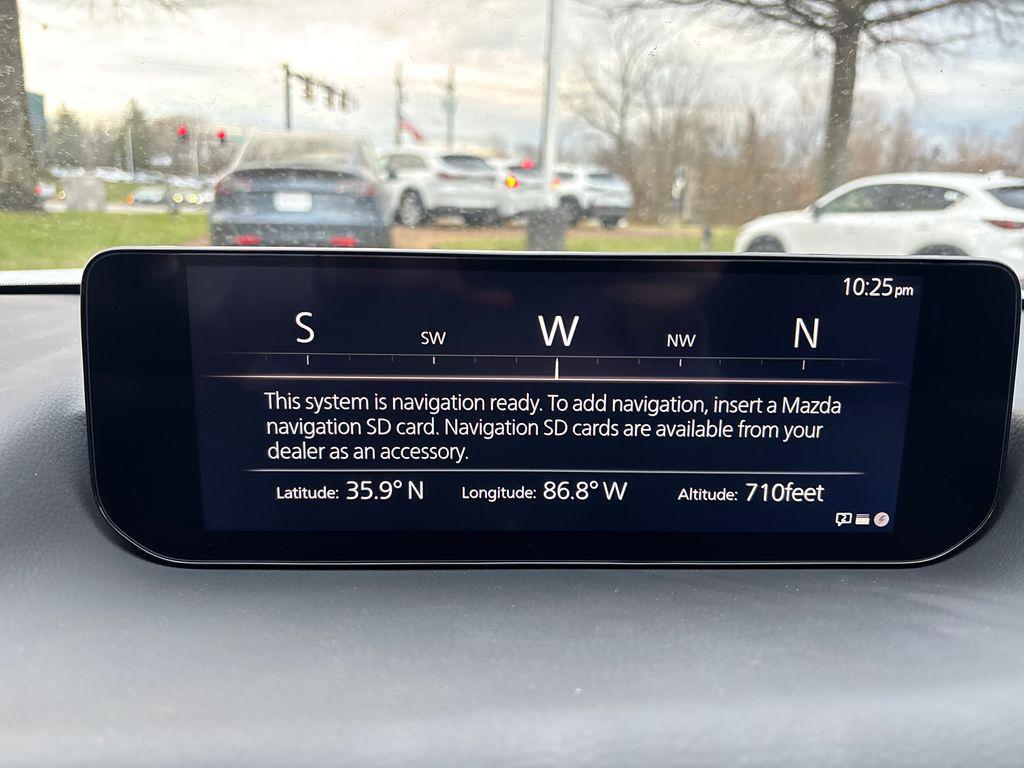 10:25pm
S SW W NW N
This system is navigation ready. To add navigation, insert a Mazda
navigation SD card. Navigation SD cards are available from your
dealer as an accessory.
Latitude: 35.9° N Longitude: 86.8° W Altitude: 710feet
2